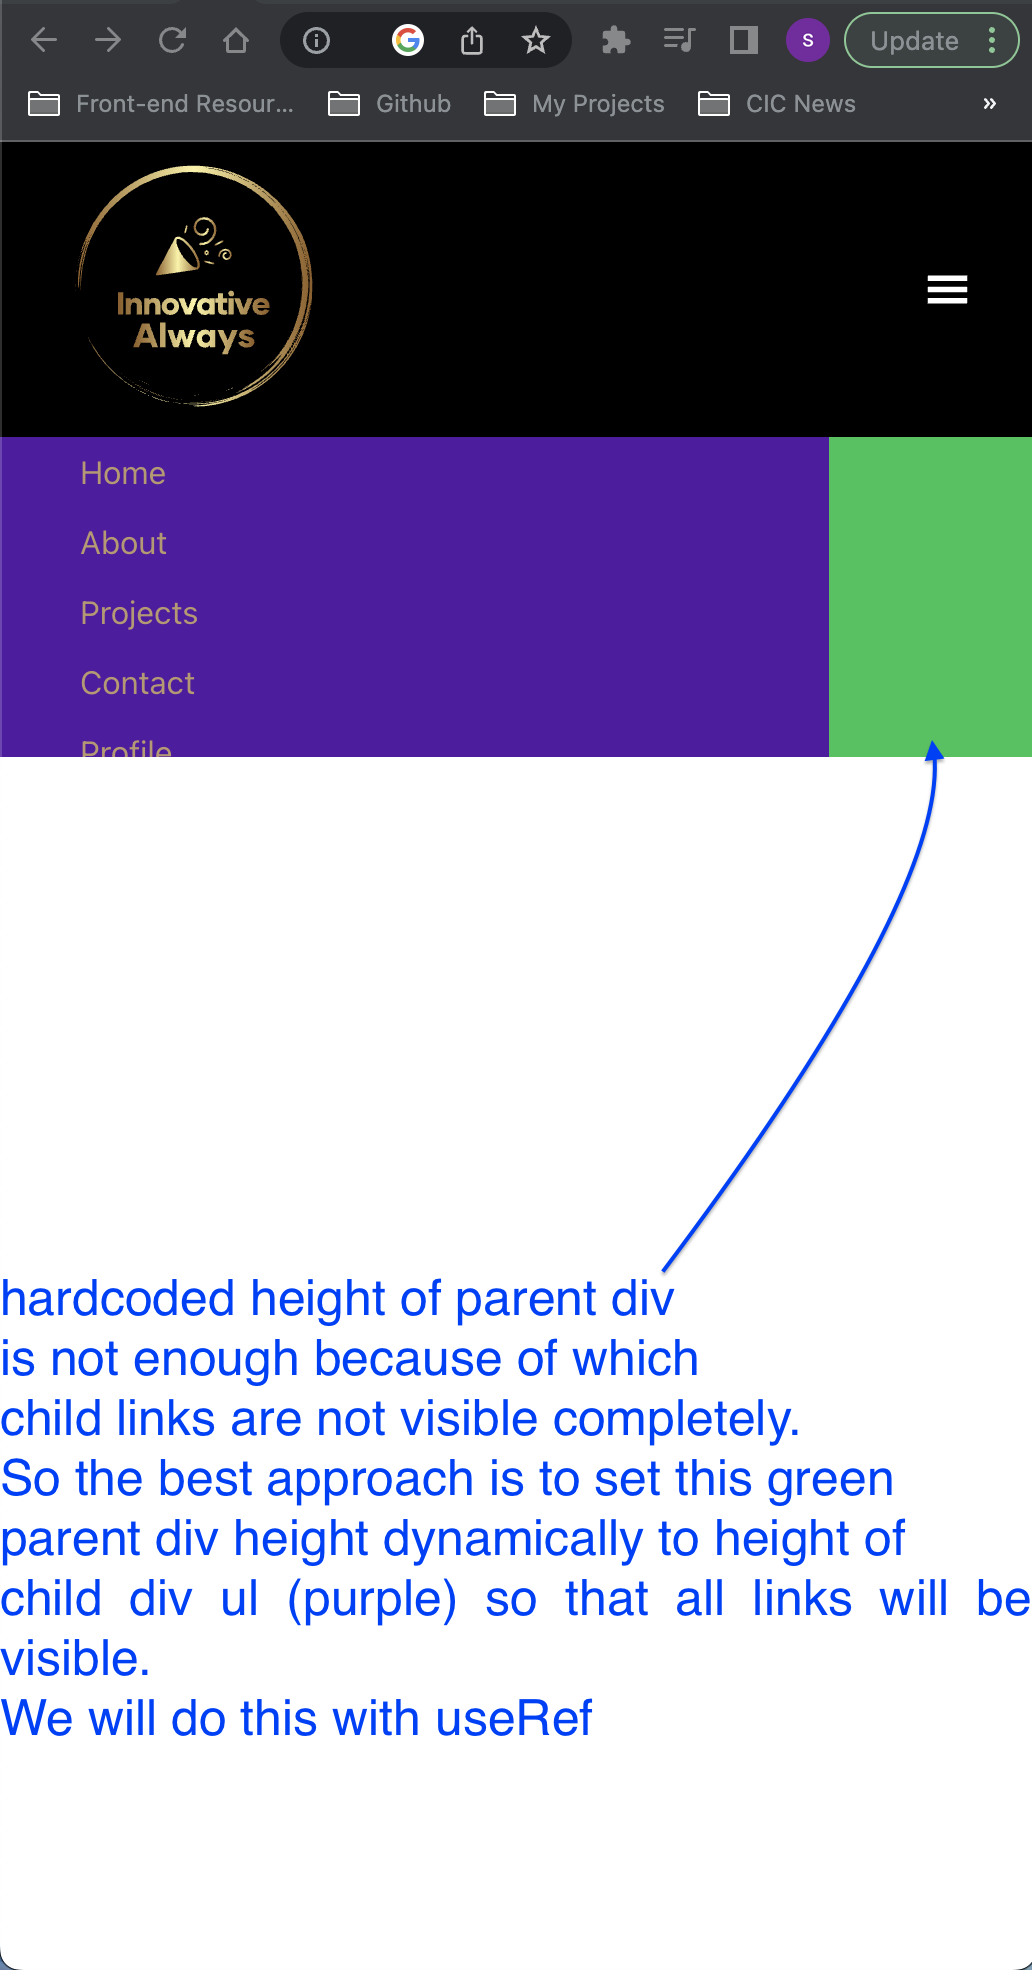 S
Update
Front-end Resour...
Github
My Projects
CIC News
»
Innovative
Always
Home
About
Projects
Contact
Profile
hardcoded height of parent div
is not enough because of which
child links are not visible completely.
So the best approach is to set this green
parent div height dynamically to height of
child div ul (purple) so that all links will be
visible.
We will do this with useRef